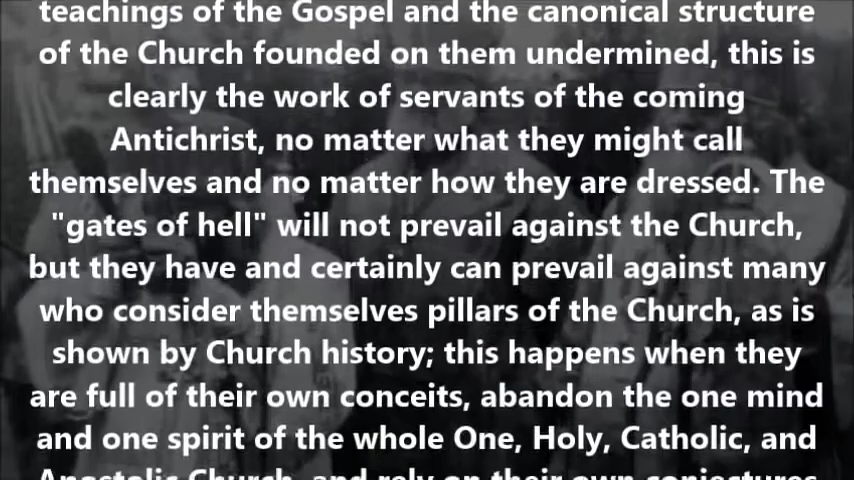 teachings of the Gospel and the canonical structure
of the Church founded on them undermined, this is
clearly the work of servants of the coming
Antichrist, no matter what they might call
themselves and no matter how they are dressed. The
"gates of hell" will not prevail against the Church,
but they have and certainly can prevail against many
who consider themselves pillars of the Church, as is
shown by Church history; this happens when they
are full of their own conceits, abandon the one mind
and one spirit of the whole One, Holy, Catholic, and
Apostolic Church, and rely on their own conjectures